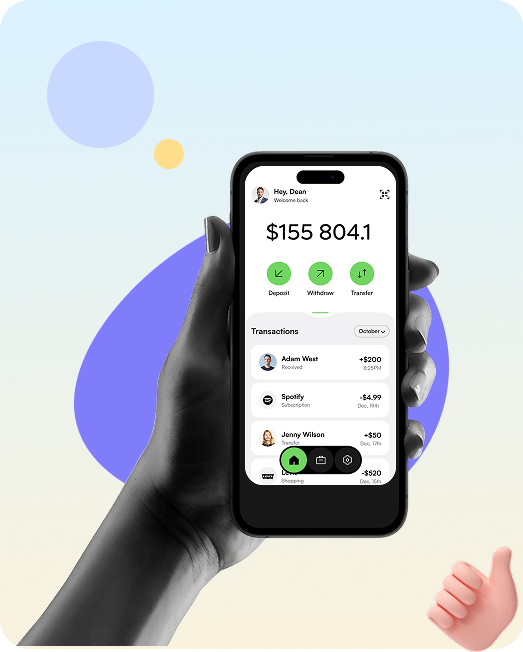 Hey, Dean
Welcome back
$155 804.1
Deposit
Withdraw
Transfer
Transactions
October
Adam West
+$200
Received
8:25PM
Spotify
-$4.99
Subscription
Dec, 19th
Jenny Wilson
+$50
Transfer
Dec, 17th
-$520
Shopping
Dec, 15th